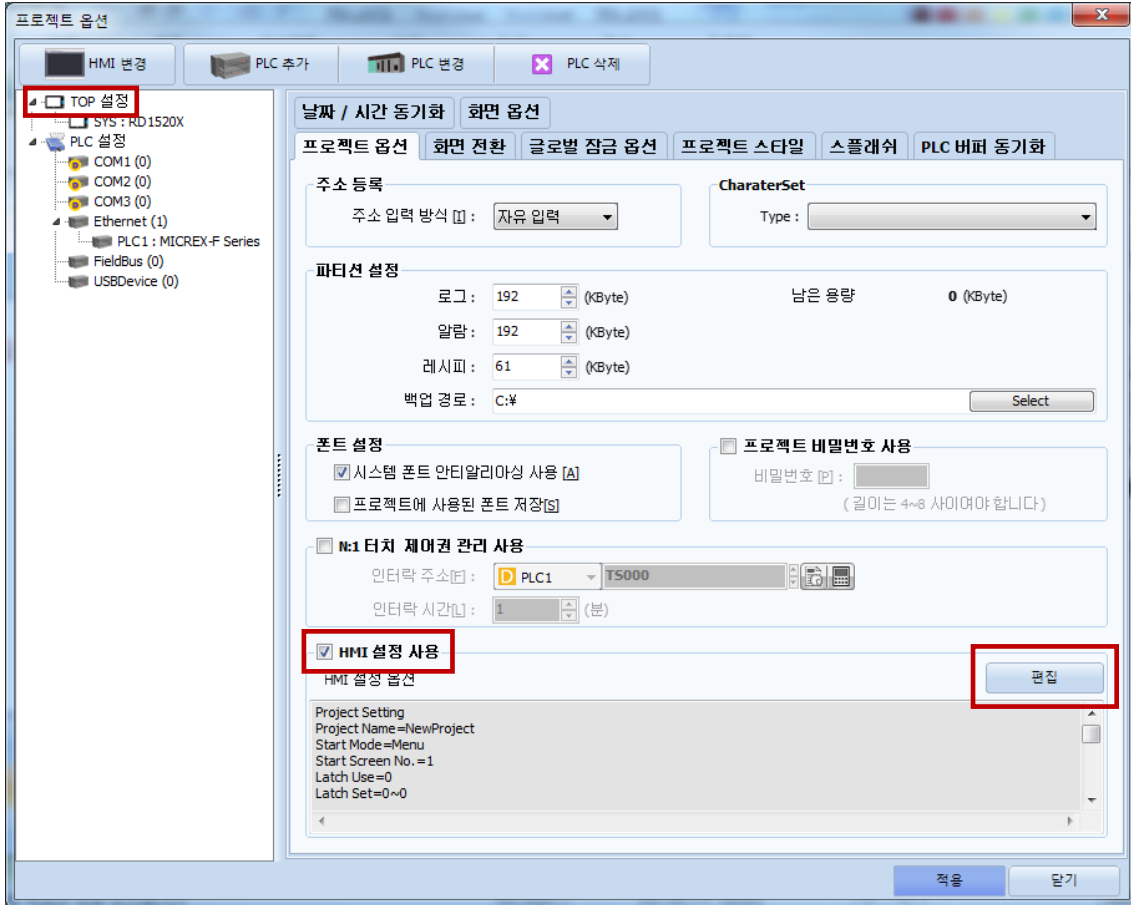 프로젝트 옵션
HMI 변경
PLC 추가
PLC 변경
PLC 삭제
TOP 설정
SYS : RD1520X
PLC 설정
COM1 (0)
COM2 (0)
COM3 (0)
Ethernet (1)
PLC1 : MICREX-F Series
FieldBus (0)
USBDevice (0)
날짜 / 시간 동기화
화면 옵션
프로젝트 옵션
화면 전환
글로벌 잠금 옵션
프로젝트 스타일
스플래쉬
PLC 버퍼 동기화
주소 등록
주소 입력 방식 [I] : 자유 입력
CharaterSet
Type :
파티션 설정
로그 : 192 (KByte)
남은 용량 0 (KByte)
알람 : 192 (KByte)
레시피 : 61 (KByte)
백업 경로 : C:¥ Select
폰트 설정
시스템 폰트 안티알리아싱 사용 [A]
프로젝트에 사용된 폰트 저장[S]
프로젝트 비밀번호 사용
비밀번호 [P] :
( 길이는 4~8 사이여야 합니다 )
N:1 터치 제어권 관리 사용
인터락 주소[F] : D PLC1 T5000
인터락 시간[L] : 1 (분)
HMI 설정 사용
HMI 설정 옵션
편집
Project Setting
Project Name=NewProject
Start Mode=Menu
Start Screen No.=1
Latch Use=0
Latch Set=0~0
적용
닫기